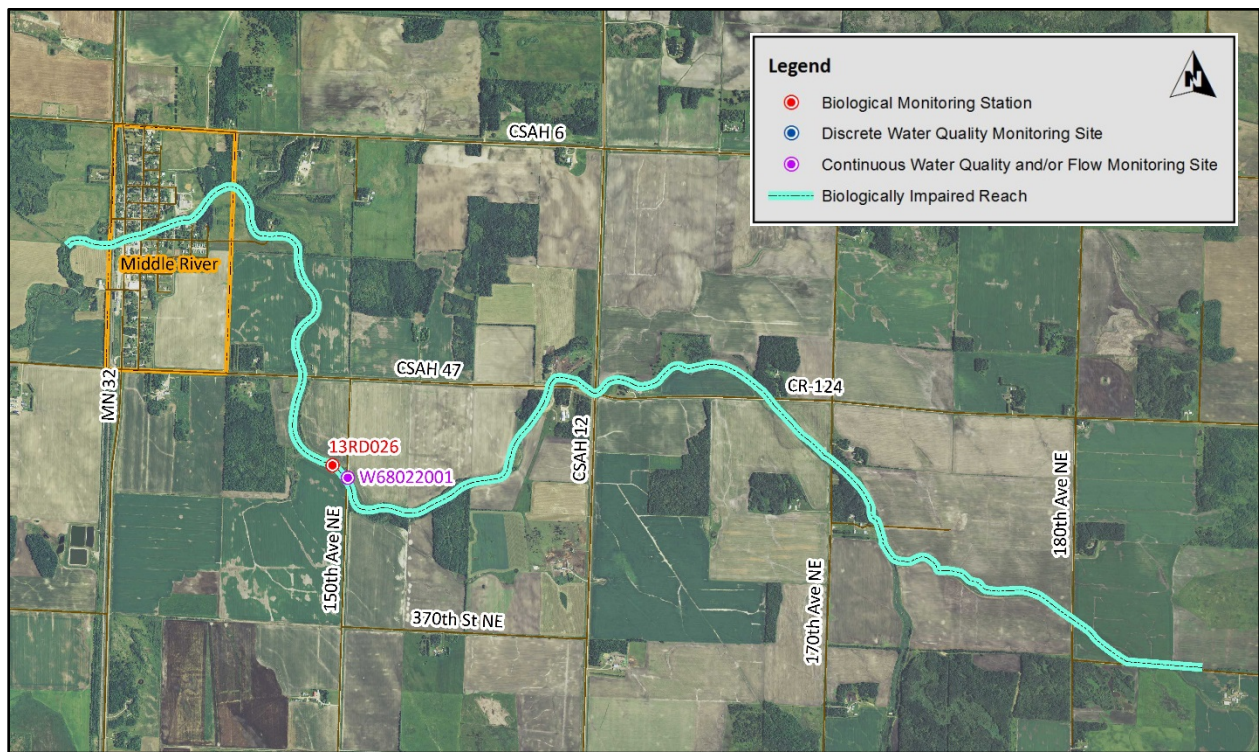 Legend
N
Biological Monitoring Station
Discrete Water Quality Monitoring Site
Continuous Water Quality and/or Flow Monitoring Site
Biologically Impaired Reach
CSAH 6
Middle River
MN 32
CSAH 47
CR-124
CSAH 12
13RD026
W68022001
150th Ave NE
180th Ave NE
170th Ave NE
370th St NE